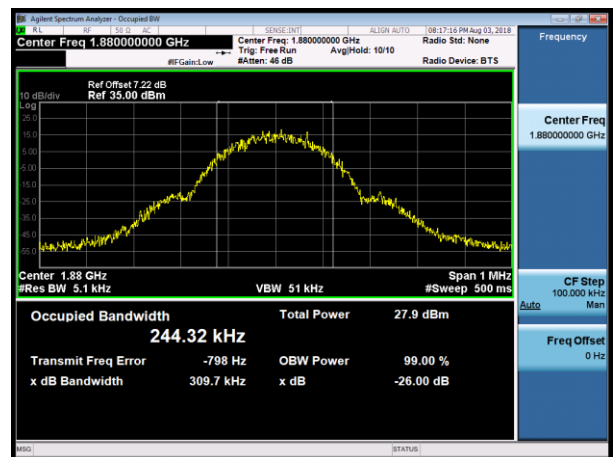 Agilent Spectrum Analyzer - Occupied BW
RL RF 50 Ω AC SENSE:INT ALIGN AUTO 08:17:16 PM Aug 03, 2018
Center Freq 1.880000000 GHz
Center Freq: 1.880000000 GHz
Radio Std: None
Trig: Free Run Avg|Hold: 10/10
#IFGain:Low
#Atten: 46 dB
Radio Device: BTS
Frequency
Ref Offset 7.22 dB
10 dB/div Ref 35.00 dBm
Log
25.0
15.0
5.00
-5.00
-15.0
-25.0
-35.0
-45.0
-55.0
Center 1.88 GHz Span 1 MHz
#Res BW 5.1 kHz VBW 51 kHz #Sweep 500 ms
Occupied Bandwidth Total Power 27.9 dBm
244.32 kHz
Transmit Freq Error -798 Hz OBW Power 99.00 %
x dB Bandwidth 309.7 kHz x dB -26.00 dB
Center Freq
1.880000000 GHz
CF Step
100.000 kHz
Auto Man
Freq Offset
0 Hz
MSG STATUS